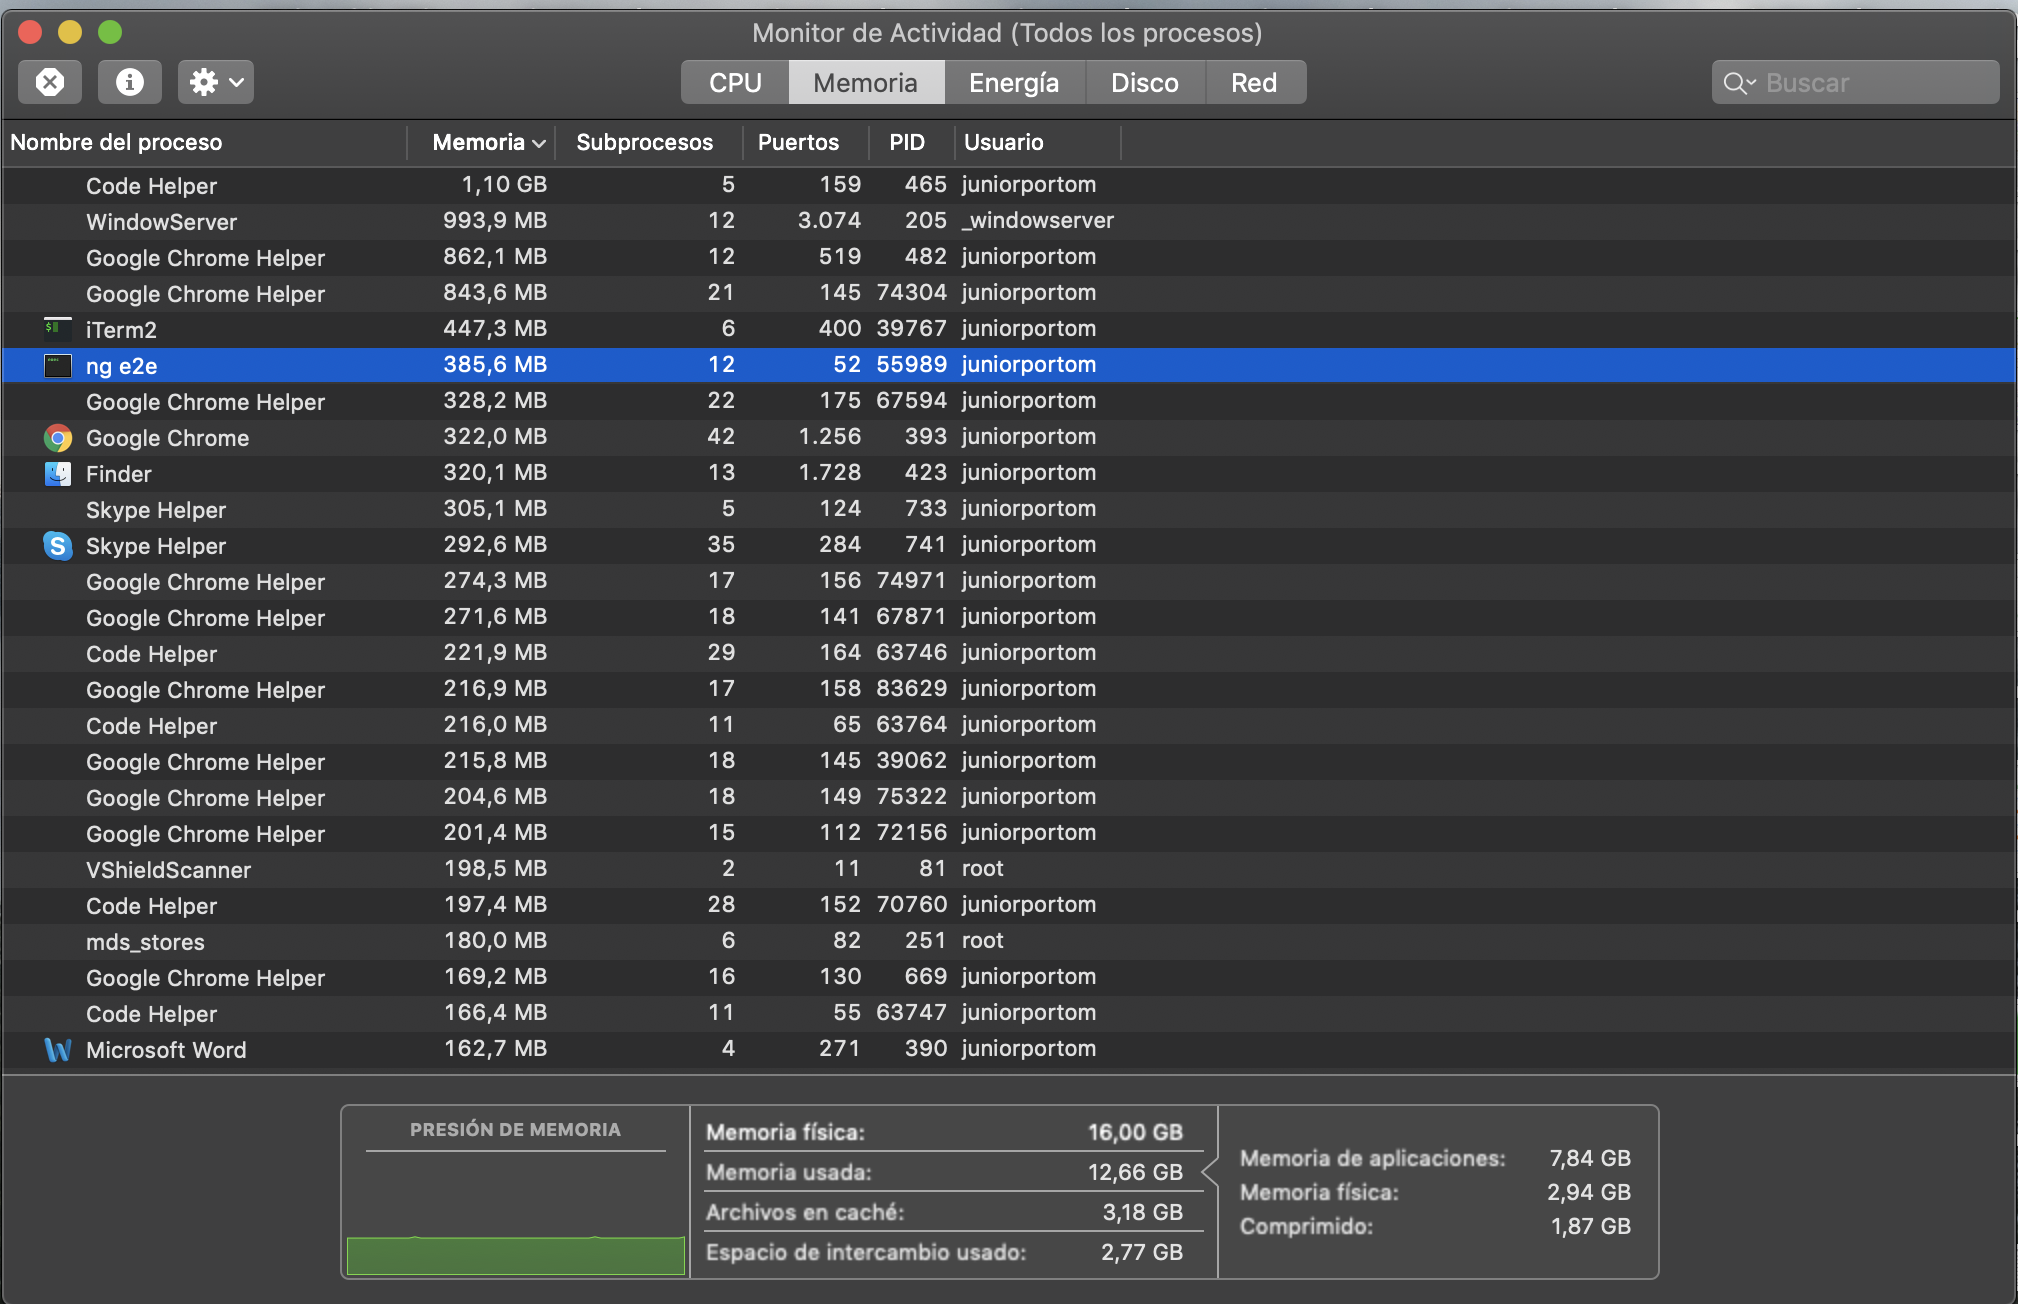 Monitor de Actividad (Todos los procesos)
CPU Memoria Energía Disco Red Buscar
Nombre del proceso Memoria Subprocesos Puertos PID Usuario
Code Helper 1,10 GB 5 159 465 juniorportom
WindowServer 993,9 MB 12 3.074 205 _windowserver
Google Chrome Helper 862,1 MB 12 519 482 juniorportom
Google Chrome Helper 843,6 MB 21 145 74304 juniorportom
iTerm2 447,3 MB 6 400 39767 juniorportom
ng e2e 385,6 MB 12 52 55989 juniorportom
Google Chrome Helper 328,2 MB 22 175 67594 juniorportom
Google Chrome 322,0 MB 42 1.256 393 juniorportom
Finder 320,1 MB 13 1.728 423 juniorportom
Skype Helper 305,1 MB 5 124 733 juniorportom
Skype Helper 292,6 MB 35 284 741 juniorportom
Google Chrome Helper 274,3 MB 17 156 74971 juniorportom
Google Chrome Helper 271,6 MB 18 141 67871 juniorportom
Code Helper 221,9 MB 29 164 63746 juniorportom
Google Chrome Helper 216,9 MB 17 158 83629 juniorportom
Code Helper 216,0 MB 11 65 63764 juniorportom
Google Chrome Helper 215,8 MB 18 145 39062 juniorportom
Google Chrome Helper 204,6 MB 18 149 75322 juniorportom
Google Chrome Helper 201,4 MB 15 112 72156 juniorportom
VShieldScanner 198,5 MB 2 11 81 root
Code Helper 197,4 MB 28 152 70760 juniorportom
mds_stores 180,0 MB 6 82 251 root
Google Chrome Helper 169,2 MB 16 130 669 juniorportom
Code Helper 166,4 MB 11 55 63747 juniorportom
Microsoft Word 162,7 MB 4 271 390 juniorportom
PRESIÓN DE MEMORIA
Memoria física: 16,00 GB
Memoria usada: 12,66 GB
Archivos en caché: 3,18 GB
Espacio de intercambio usado: 2,77 GB
Memoria de aplicaciones: 7,84 GB
Memoria física: 2,94 GB
Comprimido: 1,87 GB